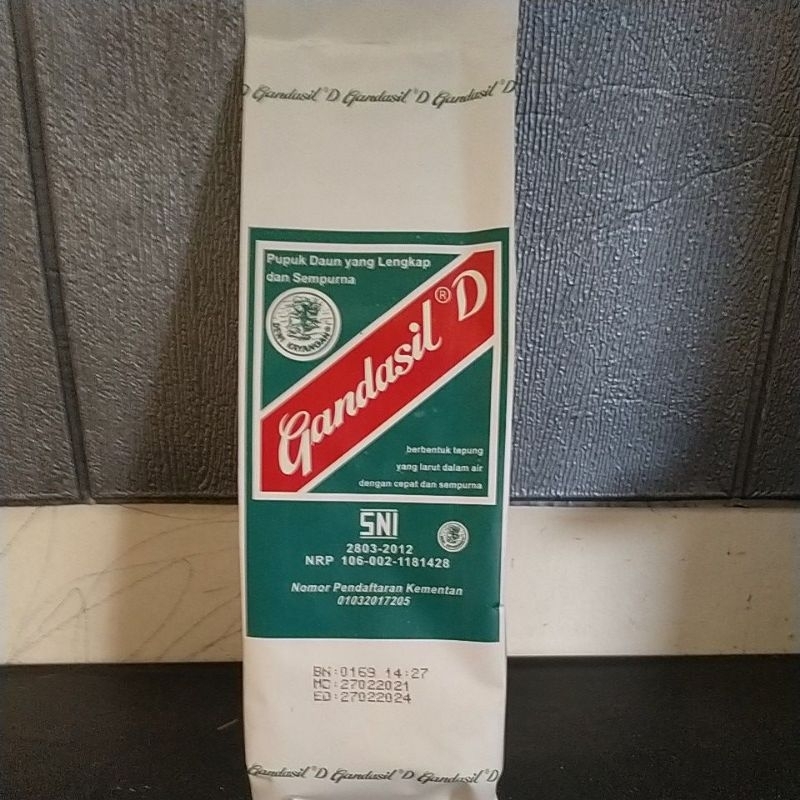 D Gandasil® D Gandasil® D Gandasil® D
Pupuk Daun yang Lengkap
dan Sempurna
DEWI KAYANGAN
Gandasil® D
berbentuk tepung
yang larut dalam air
dengan cepat dan sempurna
SNI
2803-2012
NRP 106-002-1181428
Nomor Pendaftaran Kementan
01032017205
BN:0169 14:27
MD:27022021
ED:27022024
Gandasil® D Gandasil® D Gandasil® D